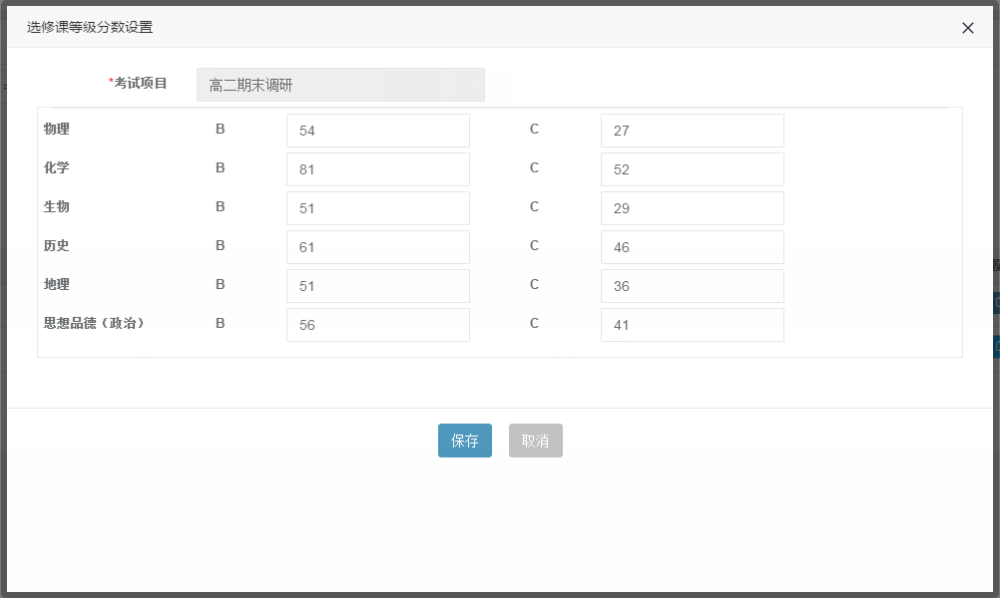 选修课等级分数设置
*考试项目 高二期末调研
物理 B 54 C 27
化学 B 81 C 52
生物 B 51 C 29
历史 B 61 C 46
地理 B 51 C 36
思想品德（政治） B 56 C 41
保存 取消